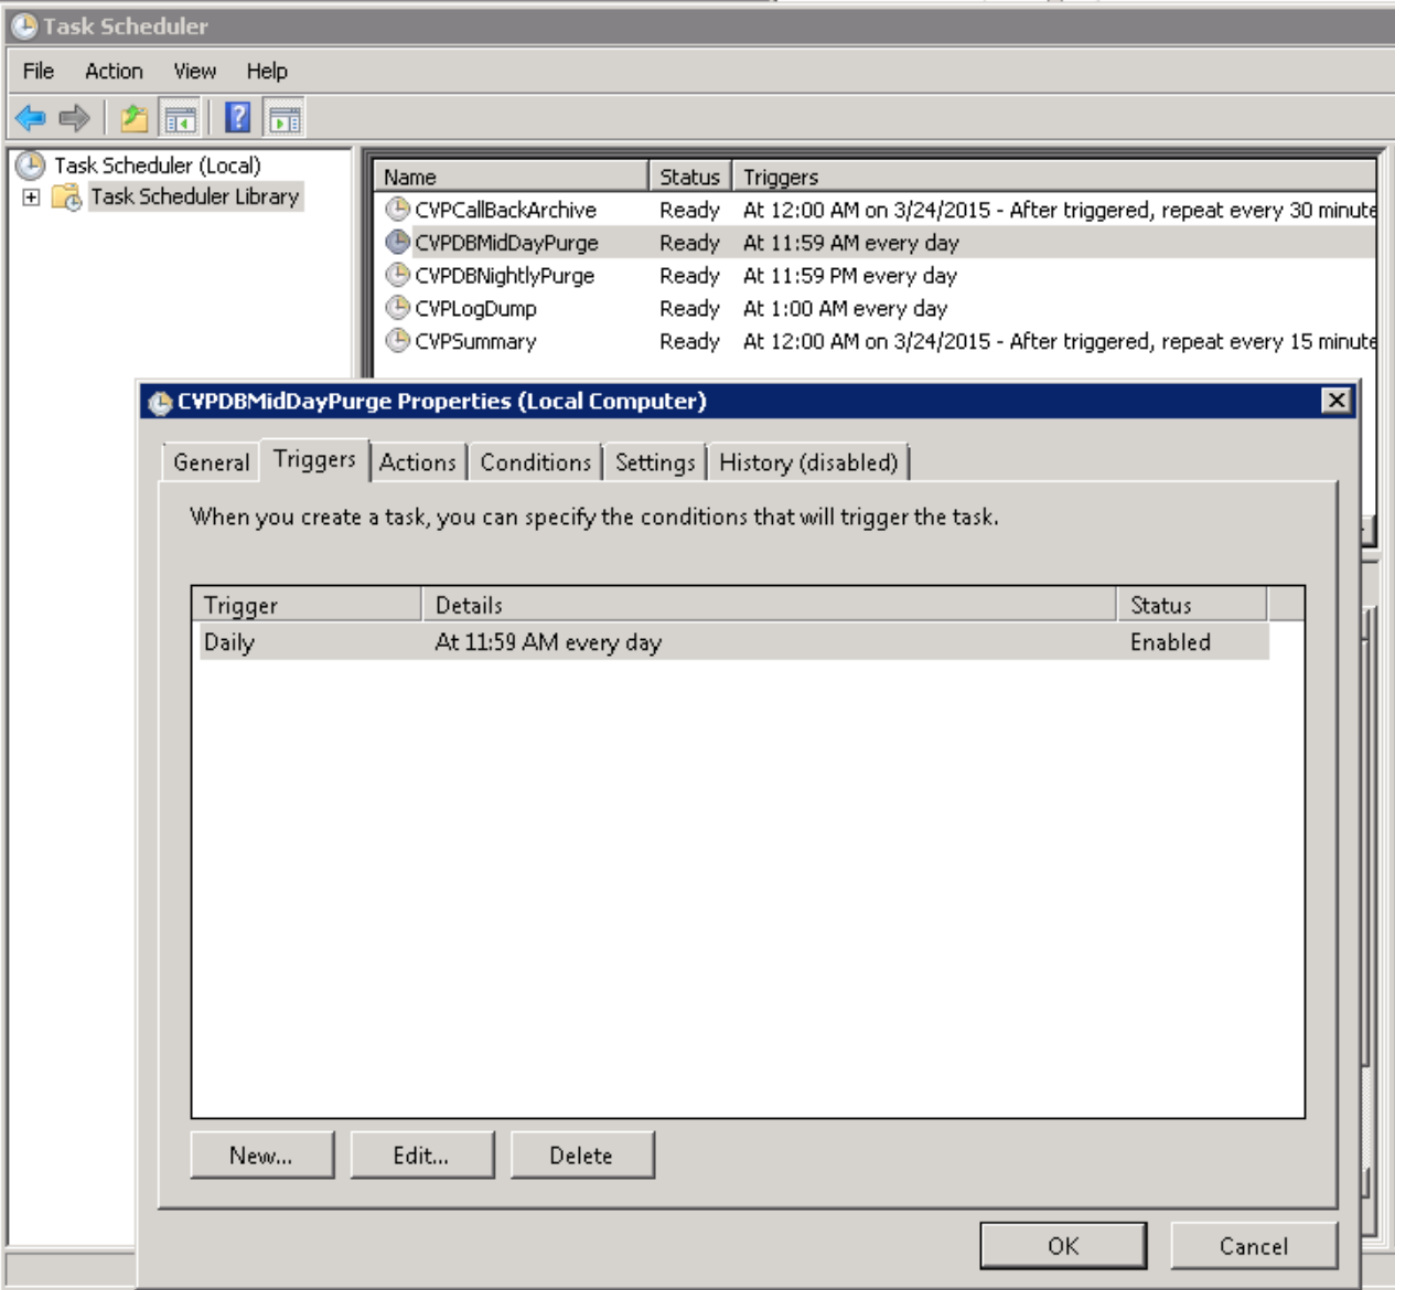 Task Scheduler
File Action View Help
Task Scheduler (Local)
Task Scheduler Library
Name Status Triggers
CVPCallBackArchive Ready At 12:00 AM on 3/24/2015 - After triggered, repeat every 30 minute
CVPDBMidDayPurge Ready At 11:59 AM every day
CVPDBNightlyPurge Ready At 11:59 PM every day
CVPLogDump Ready At 1:00 AM every day
CVPSummary Ready At 12:00 AM on 3/24/2015 - After triggered, repeat every 15 minute
CVPDBMidDayPurge Properties (Local Computer)
General Triggers Actions Conditions Settings History (disabled)
When you create a task, you can specify the conditions that will trigger the task.
Trigger Details Status
Daily At 11:59 AM every day Enabled
New... Edit... Delete
OK Cancel